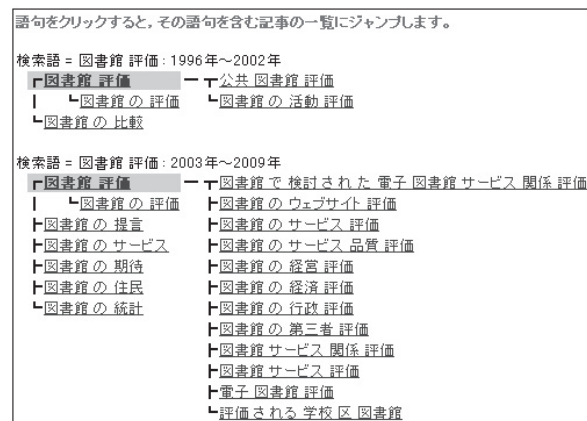 語句をクリックすると，その語句を含む記事の一覧にジャンプします。
検索語 = 図書館 評価 : 1996年～2002年
┏図書館 評価 ━┳公共 図書館 評価
┃ ┗図書館 の 評価 ┗図書館 の 活動 評価
┗図書館 の 比較
検索語 = 図書館 評価 : 2003年～2009年
┏図書館 評価 ━┳図書館 で 検討 された 電子 図書館 サービス 関係 評価
┃ ┗図書館 の 評価 ┣図書館 の ウェブサイト 評価
┣図書館 の 提言 ┣図書館 の サービス 評価
┣図書館 の サービス ┣図書館 の サービス 品質 評価
┣図書館 の 期待 ┣図書館 の 経営 評価
┣図書館 の 住民 ┣図書館 の 経済 評価
┗図書館 の 統計 ┣図書館 の 行政 評価
┣図書館 の 第三者 評価
┣図書館 サービス 関係 評価
┣図書館 サービス 評価
┣電子 図書館 評価
┗評価 される 学校 区 図書館